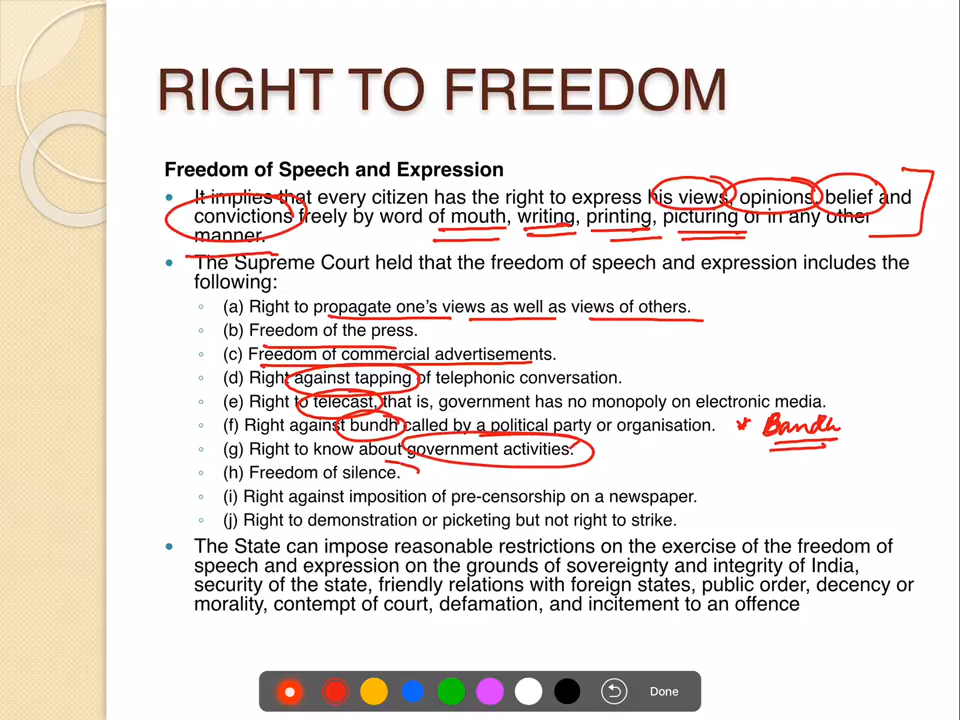 RIGHT TO FREEDOM
Freedom of Speech and Expression
It implies that every citizen has the right to express his views, opinions, belief and
convictions freely by word of mouth, writing, printing, picturing or in any other
manner.
The Supreme Court held that the freedom of speech and expression includes the
following:
(a) Right to propagate one's views as well as views of others.
(b) Freedom of the press.
(c) Freedom of commercial advertisements.
(d) Right against tapping of telephonic conversation.
(e) Right to telecast, that is, government has no monopoly on electronic media.
(f) Right against bundh called by a political party or organisation. * Bandh
(g) Right to know about government activities.
(h) Freedom of silence.
(i) Right against imposition of pre-censorship on a newspaper.
(j) Right to demonstration or picketing but not right to strike.
The State can impose reasonable restrictions on the exercise of the freedom of
speech and expression on the grounds of sovereignty and integrity of India,
security of the state, friendly relations with foreign states, public order, decency or
morality, contempt of court, defamation, and incitement to an offence
Done